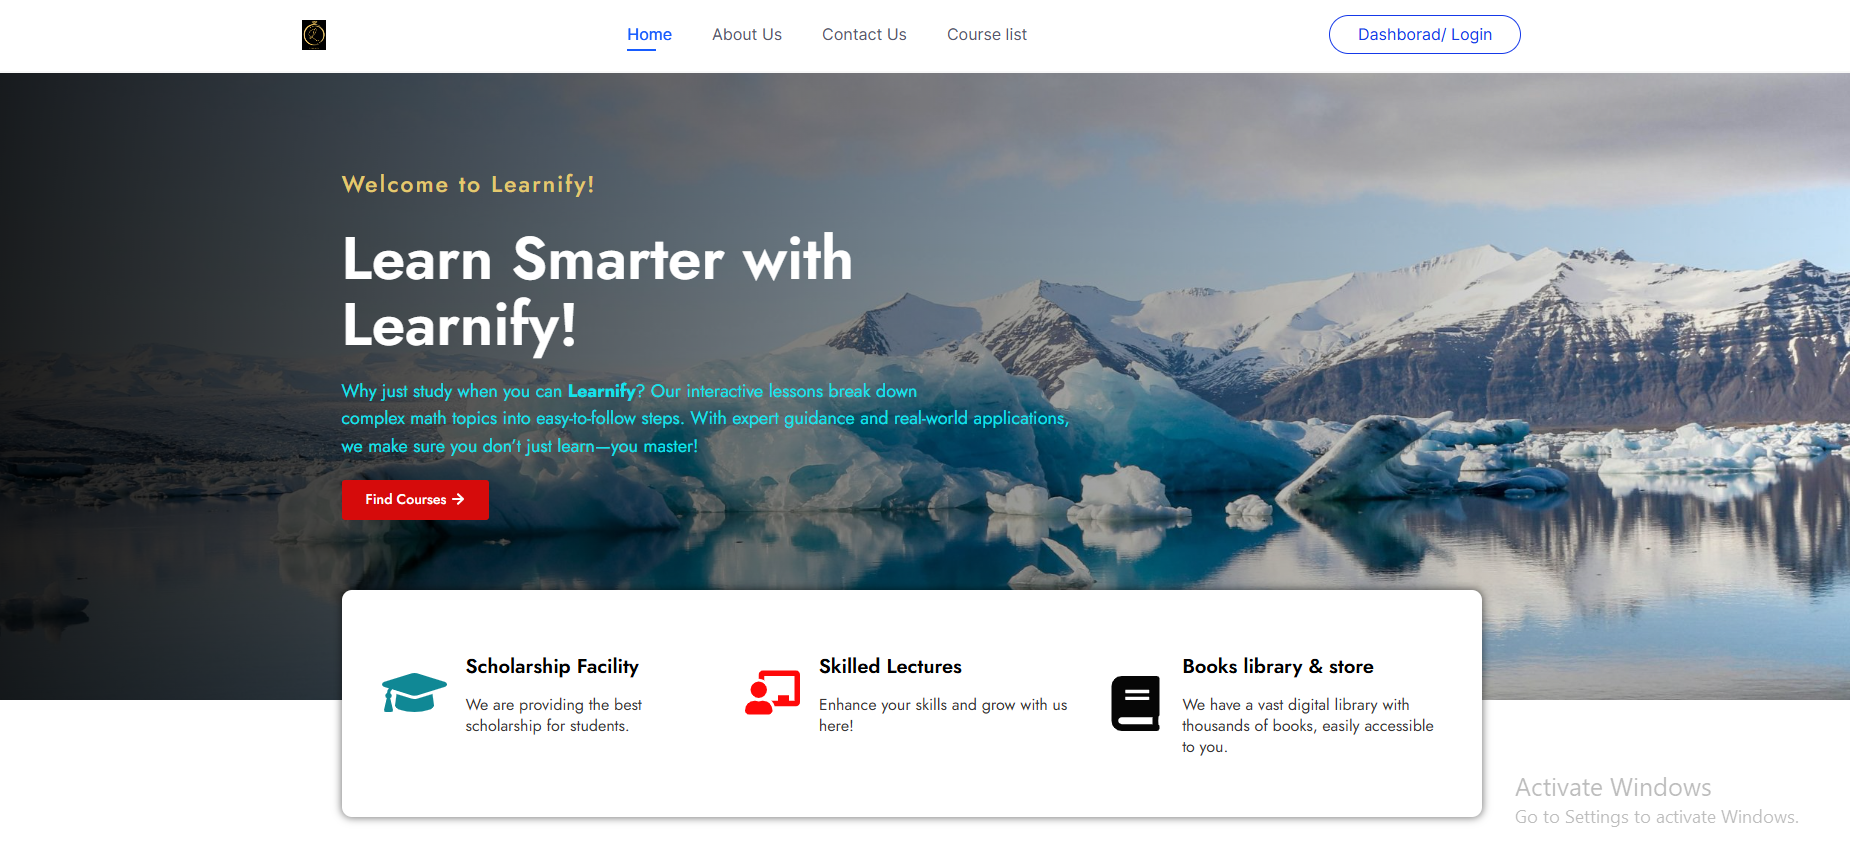 Home
About Us
Contact Us
Course list
Dashborad/ Login
Welcome to Learnify!
Learn Smarter with
Learnify!
Why just study when you can Learnify? Our interactive lessons break down
complex math topics into easy-to-follow steps. With expert guidance and real-world applications,
we make sure you don't just learn—you master!
Find Courses →
Scholarship Facility
We are providing the best
scholarship for students.
Skilled Lectures
Enhance your skills and grow with us
here!
Books library & store
We have a vast digital library with
thousands of books, easily accessible
to you.
Activate Windows
Go to Settings to activate Windows.